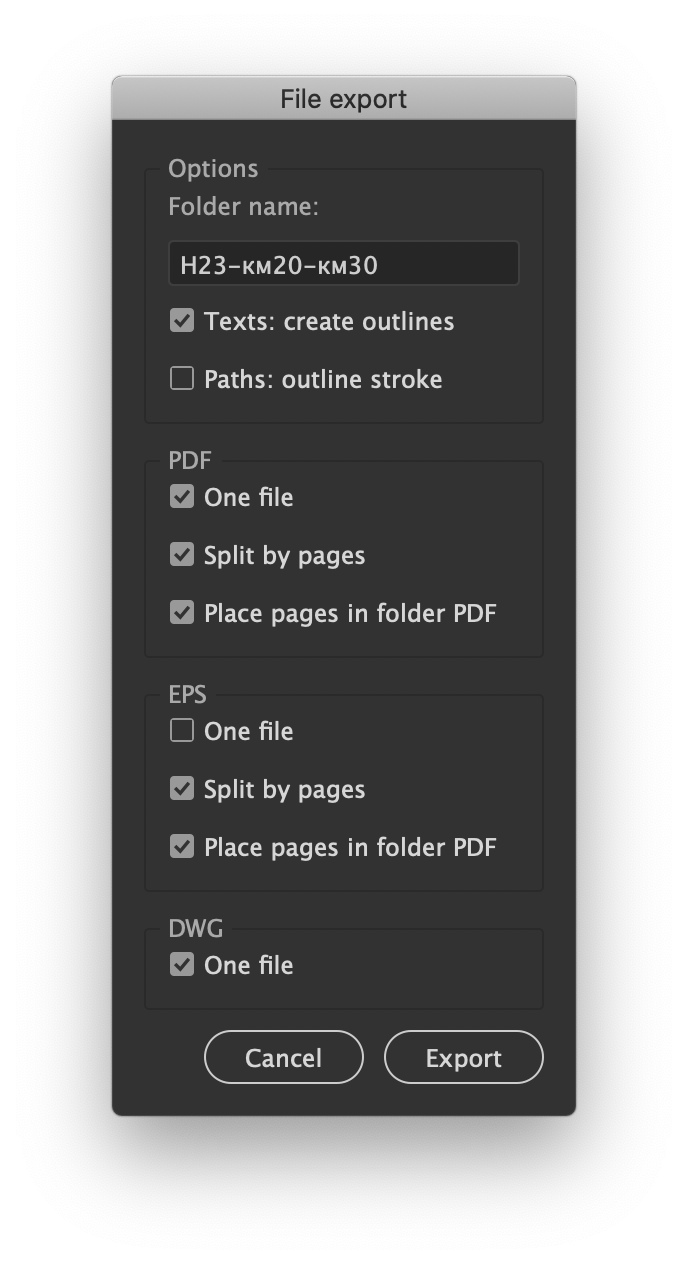 File export
Options
Folder name:
Н23-км20-км30
Texts: create outlines
Paths: outline stroke
PDF
One file
Split by pages
Place pages in folder PDF
EPS
One file
Split by pages
Place pages in folder PDF
DWG
One file
Cancel
Export